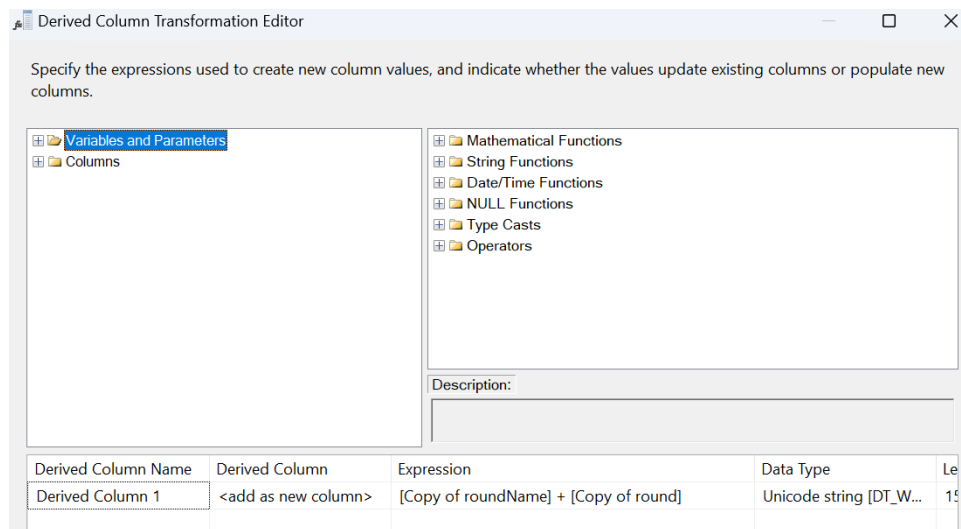 Derived Column Transformation Editor
Specify the expressions used to create new column values, and indicate whether the values update existing columns or populate new
columns.
Variables and Parameters
Columns
Mathematical Functions
String Functions
Date/Time Functions
NULL Functions
Type Casts
Operators
Description:
Derived Column Name Derived Column Expression Data Type Le
Derived Column 1 <add as new column> [Copy of roundName] + [Copy of round] Unicode string [DT_W...